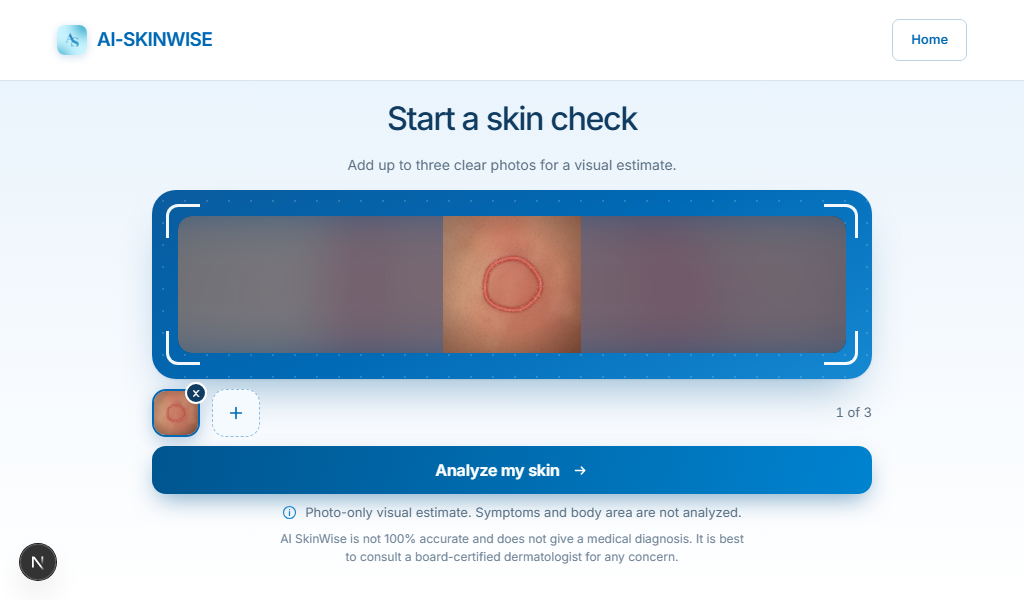 AI-SKINWISE
Home
Start a skin check
Add up to three clear photos for a visual estimate.
1 of 3
Analyze my skin →
Photo-only visual estimate. Symptoms and body area are not analyzed.
AI SkinWise is not 100% accurate and does not give a medical diagnosis. It is best
to consult a board-certified dermatologist for any concern.
N